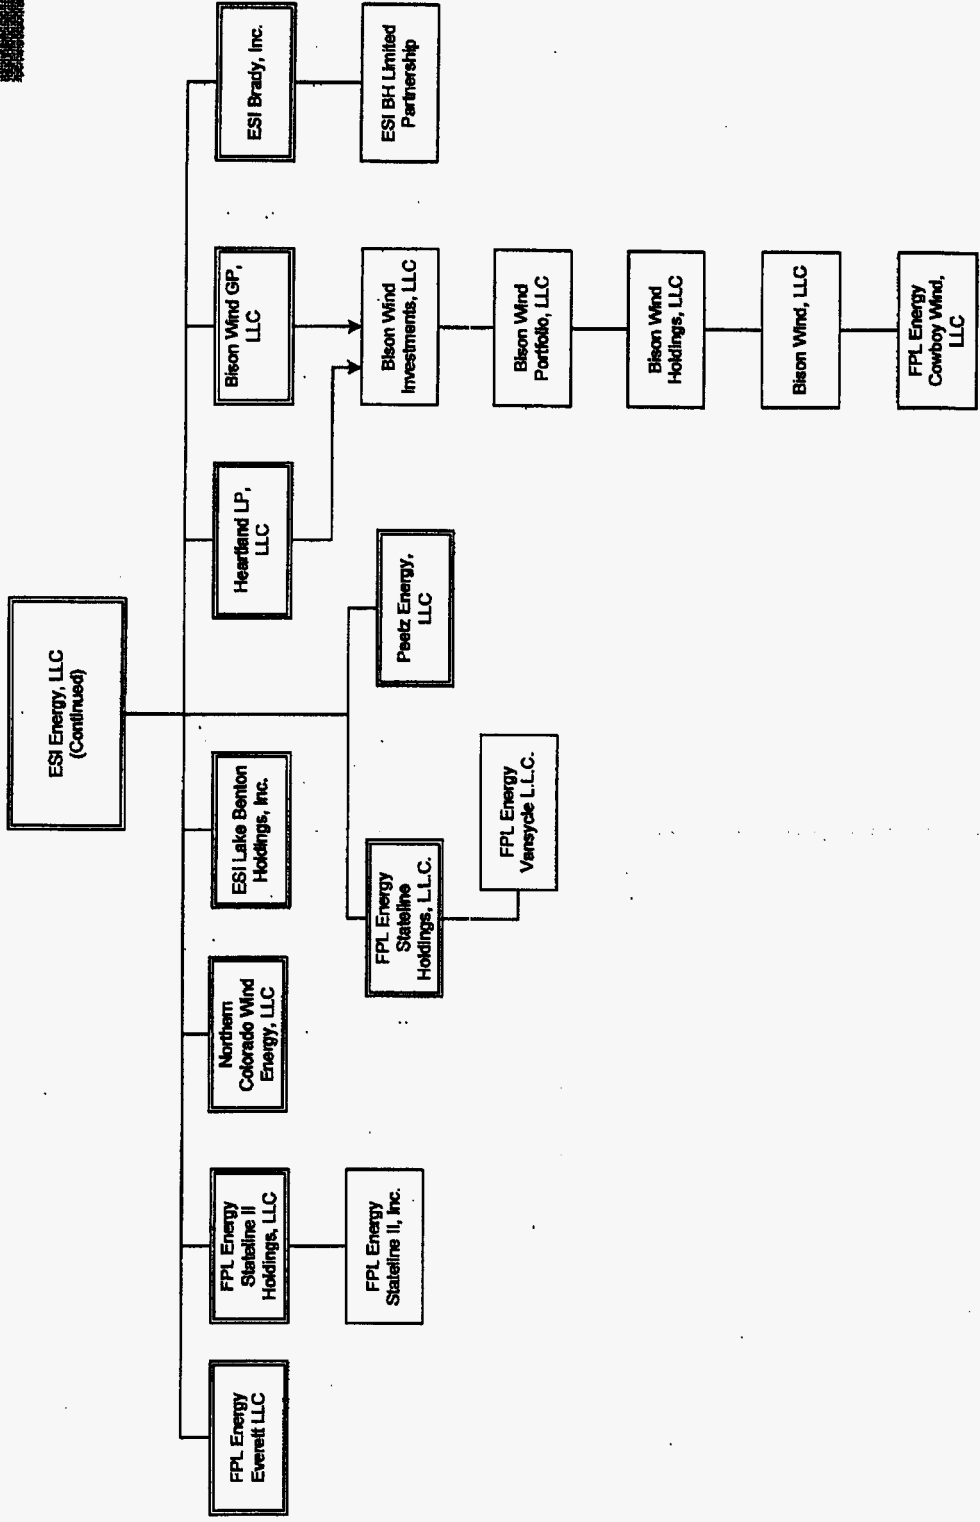 ESI Energy, LLC
(Continued)
FPL Energy
Everett LLC
FPL Energy
Stateline II
Holdings, LLC
Northern
Colorado Wind
Energy, LLC
ESI Lake Benton
Holdings, Inc.
Heartland LP,
LLC
Bison Wind GP,
LLC
ESI Brady, Inc.
FPL Energy
Stateline II, Inc.
FPL Energy
Stateline
Holdings, L.L.C.
Peetz Energy,
LLC
Bison Wind
Investments, LLC
ESI BH Limited
Partnership
FPL Energy
Vansycle L.L.C.
Bison Wind
Portfolio, LLC
Bison Wind
Holdings, LLC
Bison Wind, LLC
FPL Energy
Cowboy Wind,
LLC